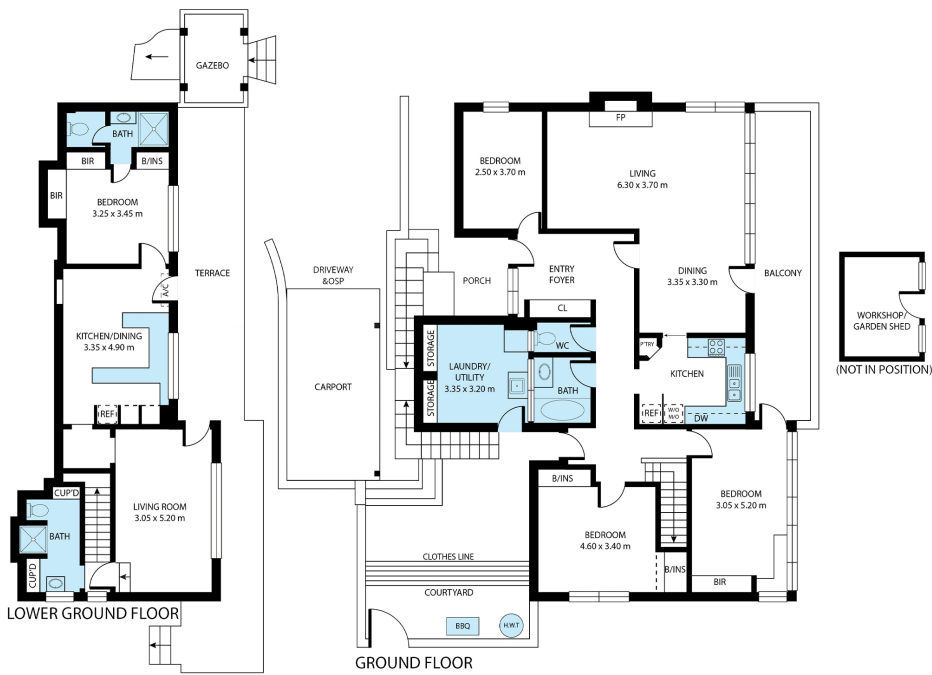 GAZEBO
BATH
BIR
B/INS
BIR
BEDROOM
3.25 x 3.45 m
TERRACE
A/C
KITCHEN/DINING
3.35 x 4.90 m
REF
CUP'D
LIVING ROOM
3.05 x 5.20 m
BATH
CUP'D
LOWER GROUND FLOOR
DRIVEWAY
&OSP
CARPORT
FP
BEDROOM
2.50 x 3.70 m
LIVING
6.30 x 3.70 m
PORCH
ENTRY
FOYER
CL
DINING
3.35 x 3.30 m
BALCONY
STORAGE
STORAGE
LAUNDRY/
UTILITY
3.35 x 3.20 m
WC
BATH
P'TRY
KITCHEN
REF
W/O
M/O
DW
B/INS
BEDROOM
4.60 x 3.40 m
B/INS
BEDROOM
3.05 x 5.20 m
BIR
CLOTHES LINE
COURTYARD
BBQ
H.W.T
GROUND FLOOR
WORKSHOP/
GARDEN SHED
(NOT IN POSITION)